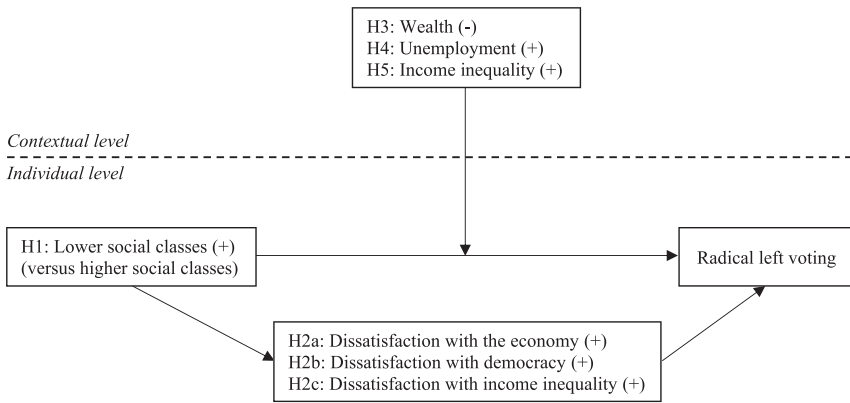 H3: Wealth (-)
H4: Unemployment (+)
H5: Income inequality (+)
Contextual level
Individual level
H1: Lower social classes (+)
(versus higher social classes)
Radical left voting
H2a: Dissatisfaction with the economy (+)
H2b: Dissatisfaction with democracy (+)
H2c: Dissatisfaction with income inequality (+)